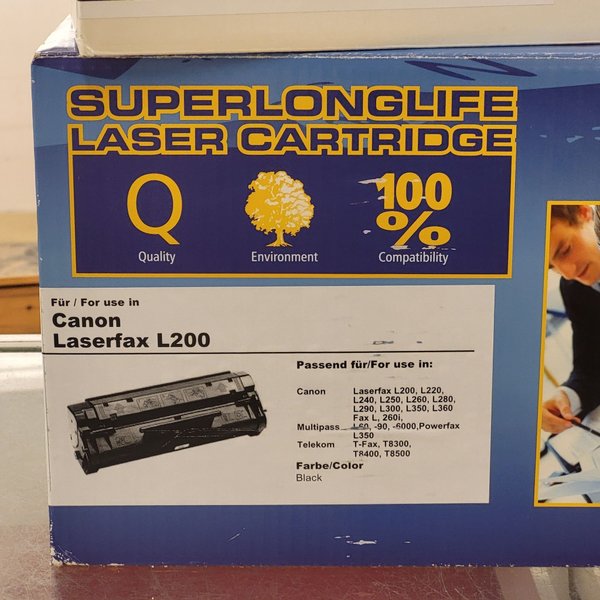 SUPERLONGLIFE
LASER CARTRIDGE
Q 100
%
Quality Environment Compatibility
Für / For use in
Canon
Laserfax L200
Passend für/For use in:
Canon Laserfax L200, L220,
L240, L250, L260, L280,
L290, L300, L350, L360
Fax L, 260i,
Multipass L60, -90, -6000,Powerfax
L350
Telekom T-Fax, T8300,
T8400, T8500
Farbe/Color
Black